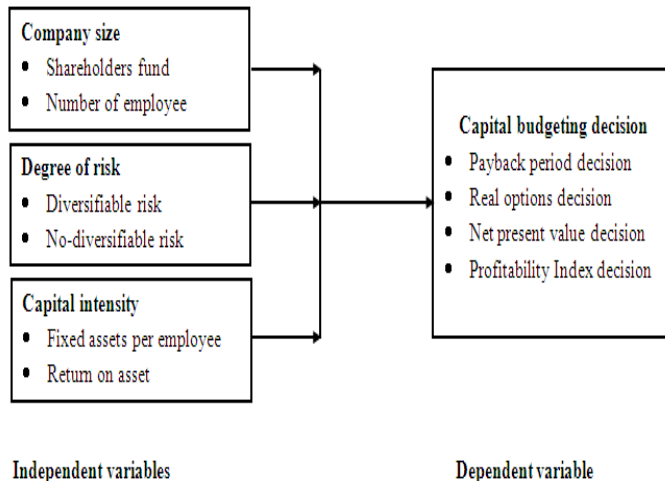 Company size
• Shareholders fund
• Number of employee
Degree of risk
• Diversifiable risk
• No-diversifiable risk
Capital intensity
• Fixed assets per employee
• Return on asset
Capital budgeting decision
• Payback period decision
• Real options decision
• Net present value decision
• Profitability Index decision
Independent variables
Dependent variable